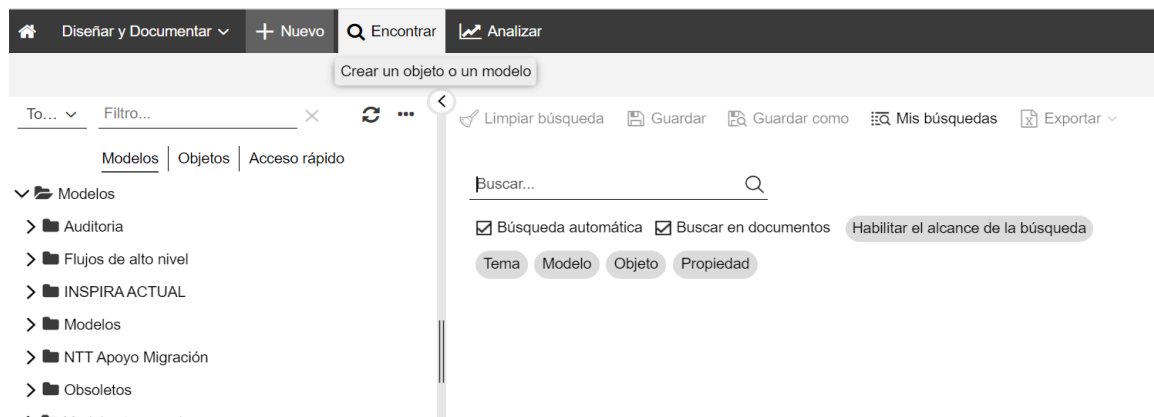 Diseñar y Documentar
Nuevo
Encontrar
Analizar
Crear un objeto o un modelo
To...
Filtro...
Limpiar búsqueda
Guardar
Guardar como
Mis búsquedas
Exportar
Modelos
Objetos
Acceso rápido
Modelos
Auditoria
Flujos de alto nivel
INSPIRA ACTUAL
Modelos
NTT Apoyo Migración
Obsoletos
Buscar...
Búsqueda automática
Buscar en documentos
Habilitar el alcance de la búsqueda
Tema
Modelo
Objeto
Propiedad